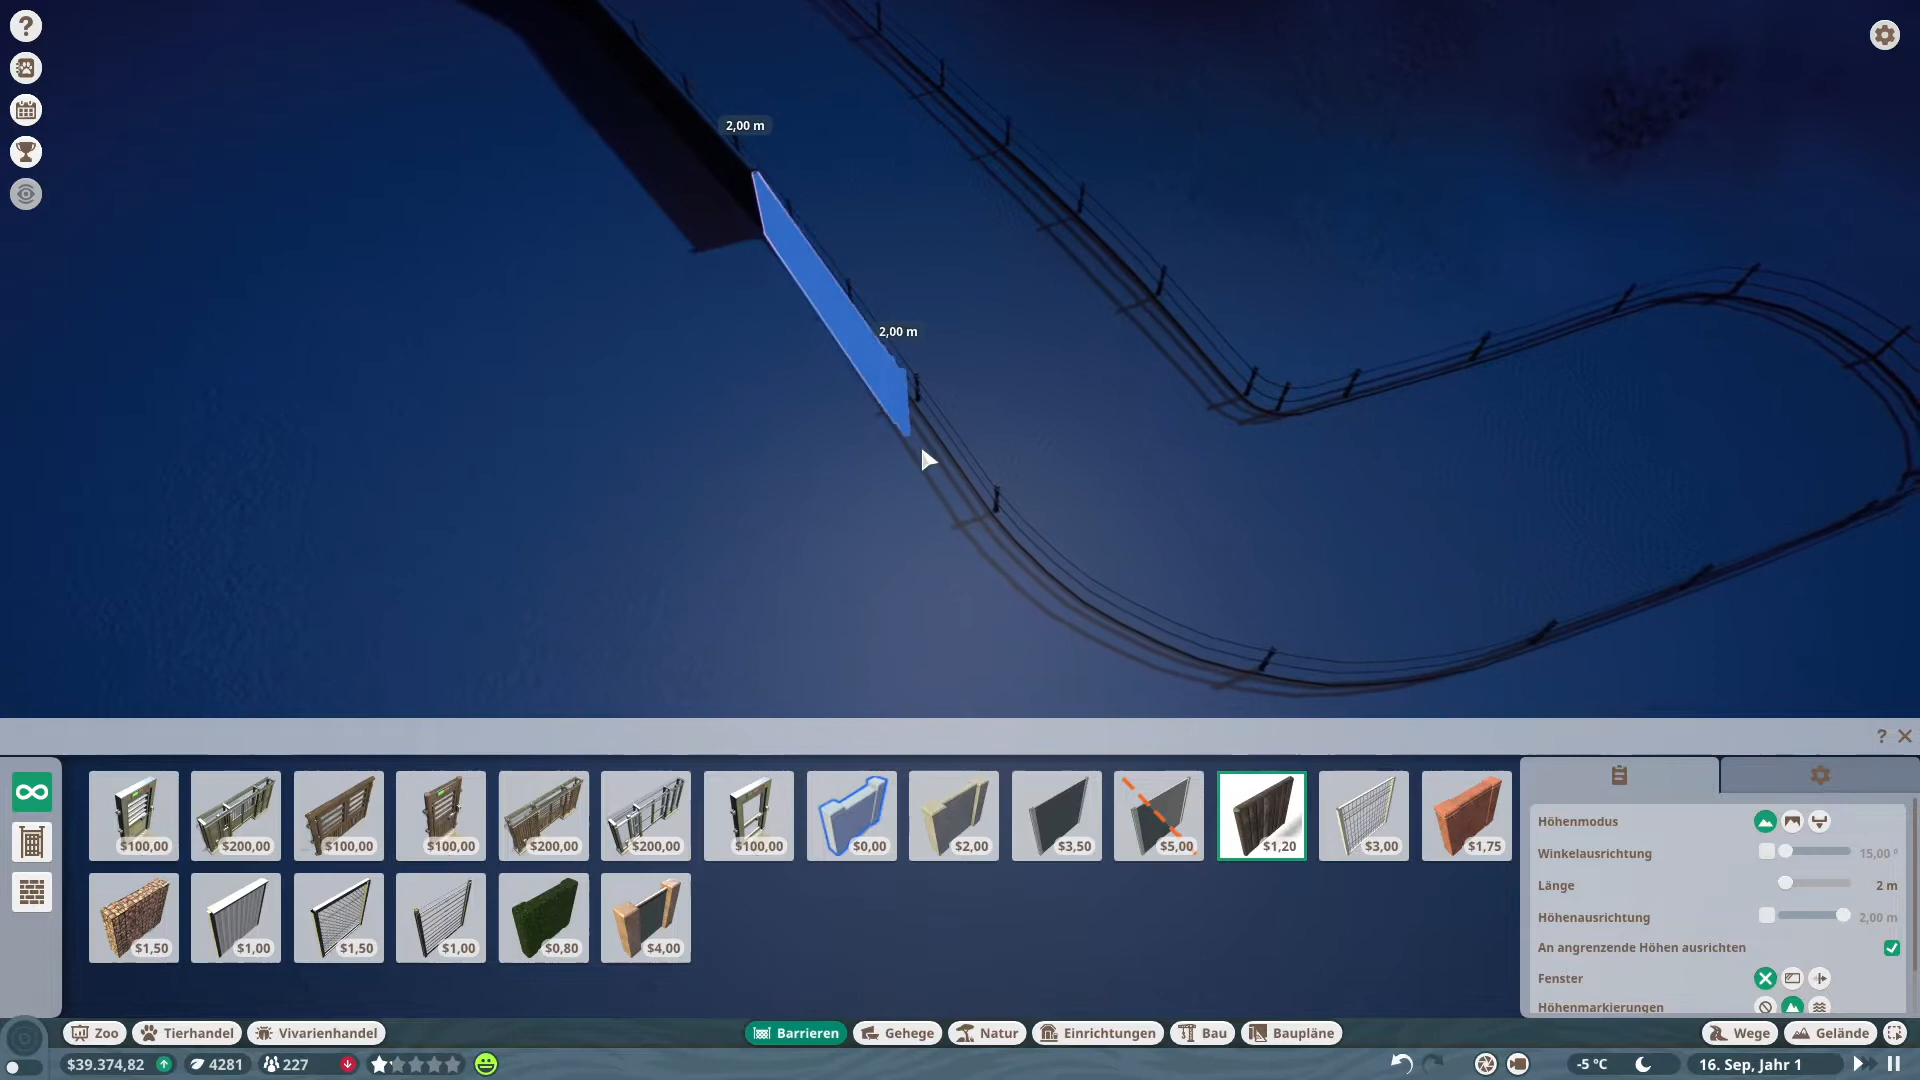 ?
2,00 m
2,00 m
?
$100,00
$200,00
$100,00
$100,00
$200,00
$200,00
$100,00
$0,00
$2,00
$3,50
$5,00
$1,20
$3,00
$1,75
$1,50
$1,00
$1,50
$1,00
$0,80
$4,00
Höhenmodus
Winkelausrichtung 15,00 °
Länge 2 m
Höhenausrichtung 2,00 m
An angrenzende Höhen ausrichten
Fenster
Höhenmarkierungen
Zoo Tierhandel Vivarienhandel Barrieren Gehege Natur Einrichtungen Bau Baupläne Wege Gelände
$39.374,82 4281 227 -5 °C 16. Sep, Jahr 1